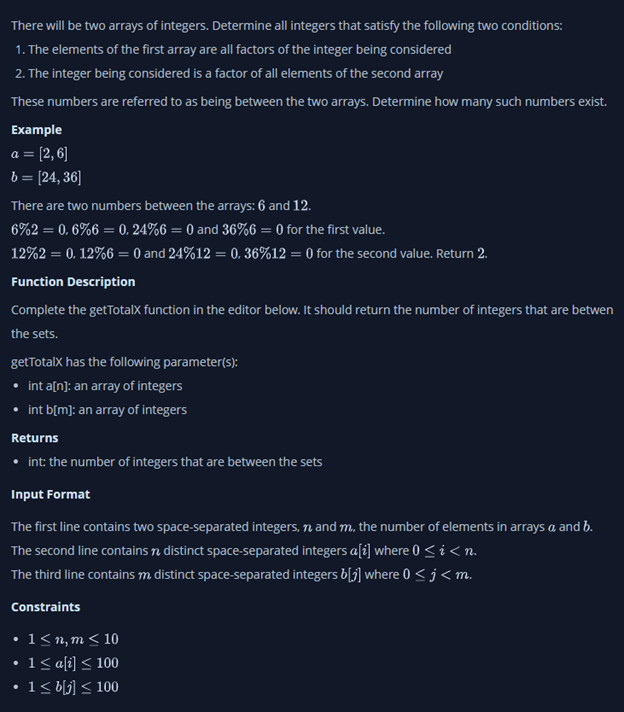 There will be two arrays of integers. Determine all integers that satisfy the following two conditions:
1. The elements of the first array are all factors of the integer being considered
2. The integer being considered is a factor of all elements of the second array
These numbers are referred to as being between the two arrays. Determine how many such numbers exist.
Example
a = [2, 6]
b = [24, 36]
There are two numbers between the arrays: 6 and 12.
6%2 = 0, 6%6 = 0, 24%6 = 0 and 36%6 = 0 for the first value.
12%2 = 0, 12%6 = 0 and 24%12 = 0, 36%12 = 0 for the second value. Return 2.
Function Description
Complete the getTotalX function in the editor below. It should return the number of integers that are betwen
the sets.
getTotalX has the following parameter(s):
• int a[n]: an array of integers
• int b[m]: an array of integers
Returns
• int: the number of integers that are between the sets
Input Format
The first line contains two space-separated integers, n and m, the number of elements in arrays a and b.
The second line contains n distinct space-separated integers a[i] where 0 ≤ i < n.
The third line contains m distinct space-separated integers b[j] where 0 ≤ j < m.
Constraints
• 1 ≤ n, m ≤ 10
• 1 ≤ a[i] ≤ 100
• 1 ≤ b[j] ≤ 100